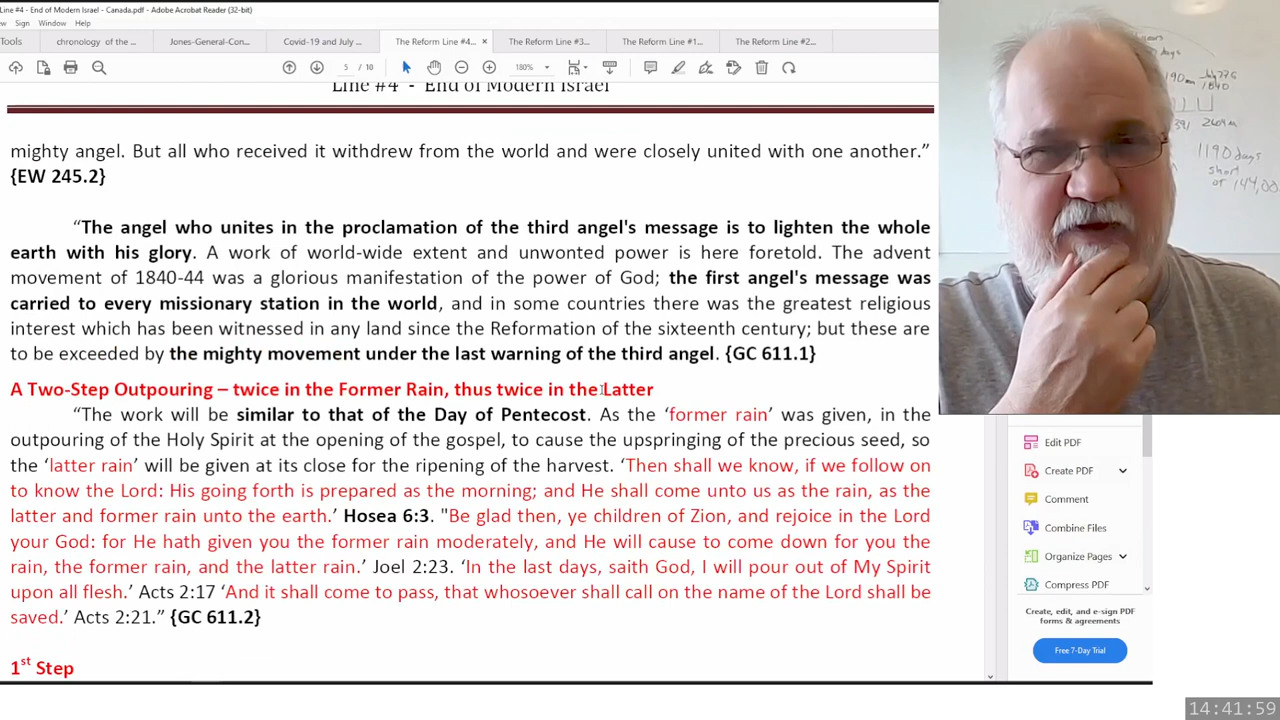 Line #4 - End of Modern Israel - Canada.pdf - Adobe Acrobat Reader (32-bit)
Sign Window Help
Tools chronology of the ... Jones-General-Con... Covid-19 and July ... The Reform Line #4... × The Reform Line #3... The Reform Line #1... The Reform Line #2...
5 / 10 180%
Line #4 - End of Modern Israel
mighty angel. But all who received it withdrew from the world and were closely united with one another.”
{EW 245.2}
“The angel who unites in the proclamation of the third angel's message is to lighten the whole
earth with his glory. A work of world-wide extent and unwonted power is here foretold. The advent
movement of 1840-44 was a glorious manifestation of the power of God; the first angel's message was
carried to every missionary station in the world, and in some countries there was the greatest religious
interest which has been witnessed in any land since the Reformation of the sixteenth century; but these are
to be exceeded by the mighty movement under the last warning of the third angel. {GC 611.1}
A Two-Step Outpouring – twice in the Former Rain, thus twice in the Latter
“The work will be similar to that of the Day of Pentecost. As the ‘former rain’ was given, in the
outpouring of the Holy Spirit at the opening of the gospel, to cause the upspringing of the precious seed, so
the ‘latter rain’ will be given at its close for the ripening of the harvest. ‘Then shall we know, if we follow on
to know the Lord: His going forth is prepared as the morning; and He shall come unto us as the rain, as the
latter and former rain unto the earth.’ Hosea 6:3. "Be glad then, ye children of Zion, and rejoice in the Lord
your God: for He hath given you the former rain moderately, and He will cause to come down for you the
rain, the former rain, and the latter rain.’ Joel 2:23. ‘In the last days, saith God, I will pour out of My Spirit
upon all flesh.’ Acts 2:17 ‘And it shall come to pass, that whosoever shall call on the name of the Lord shall be
saved.’ Acts 2:21.” {GC 611.2}
1st Step
1190 days
short
of 144,00
Edit PDF
Create PDF
Comment
Combine Files
Organize Pages
Compress PDF
Create, edit, and e-sign PDF
forms & agreements
Free 7-Day Trial
14:41:59